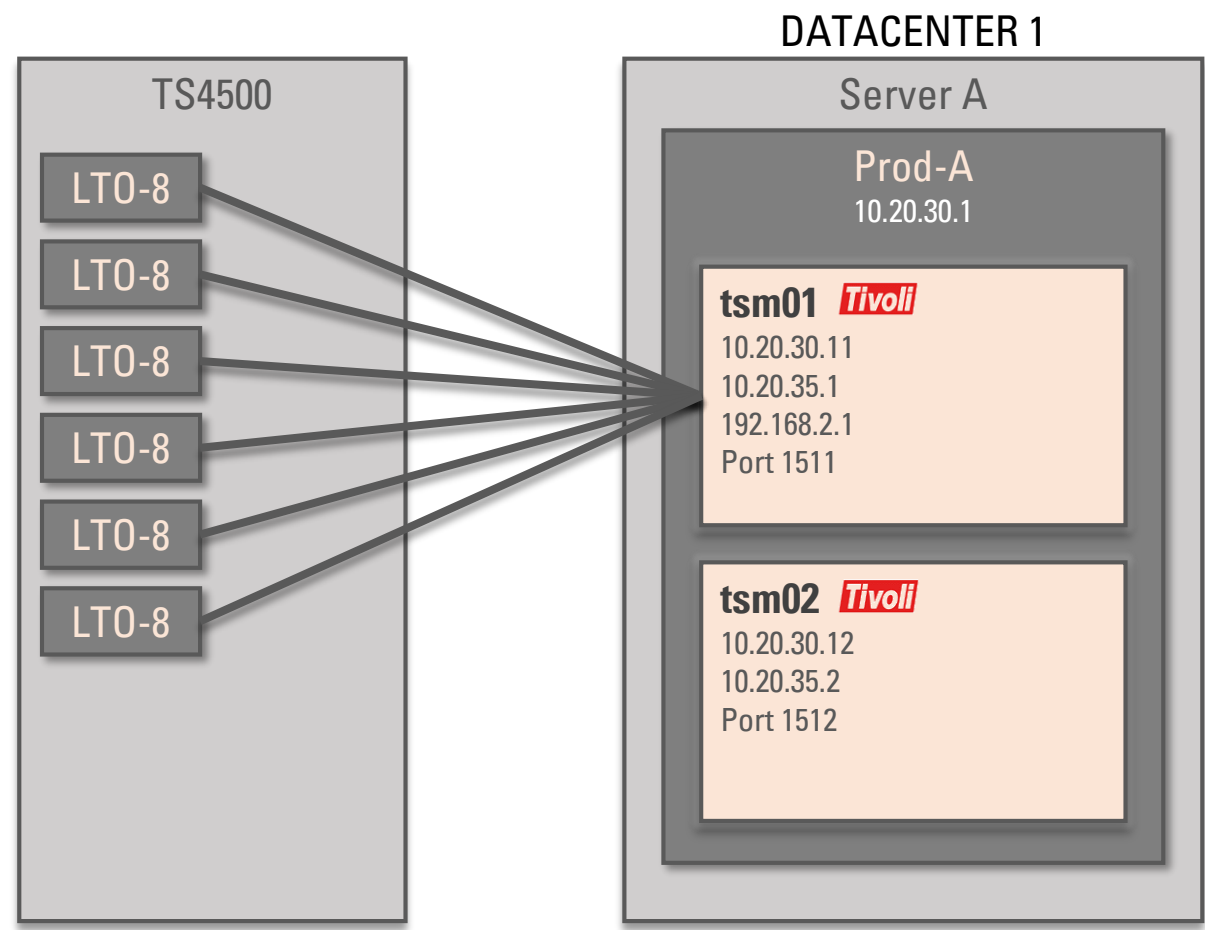 DATACENTER 1
TS4500
LTO-8
LTO-8
LTO-8
LTO-8
LTO-8
LTO-8
Server A
Prod-A
10.20.30.1
tsm01 Tivoli
10.20.30.11
10.20.35.1
192.168.2.1
Port 1511
tsm02 Tivoli
10.20.30.12
10.20.35.2
Port 1512